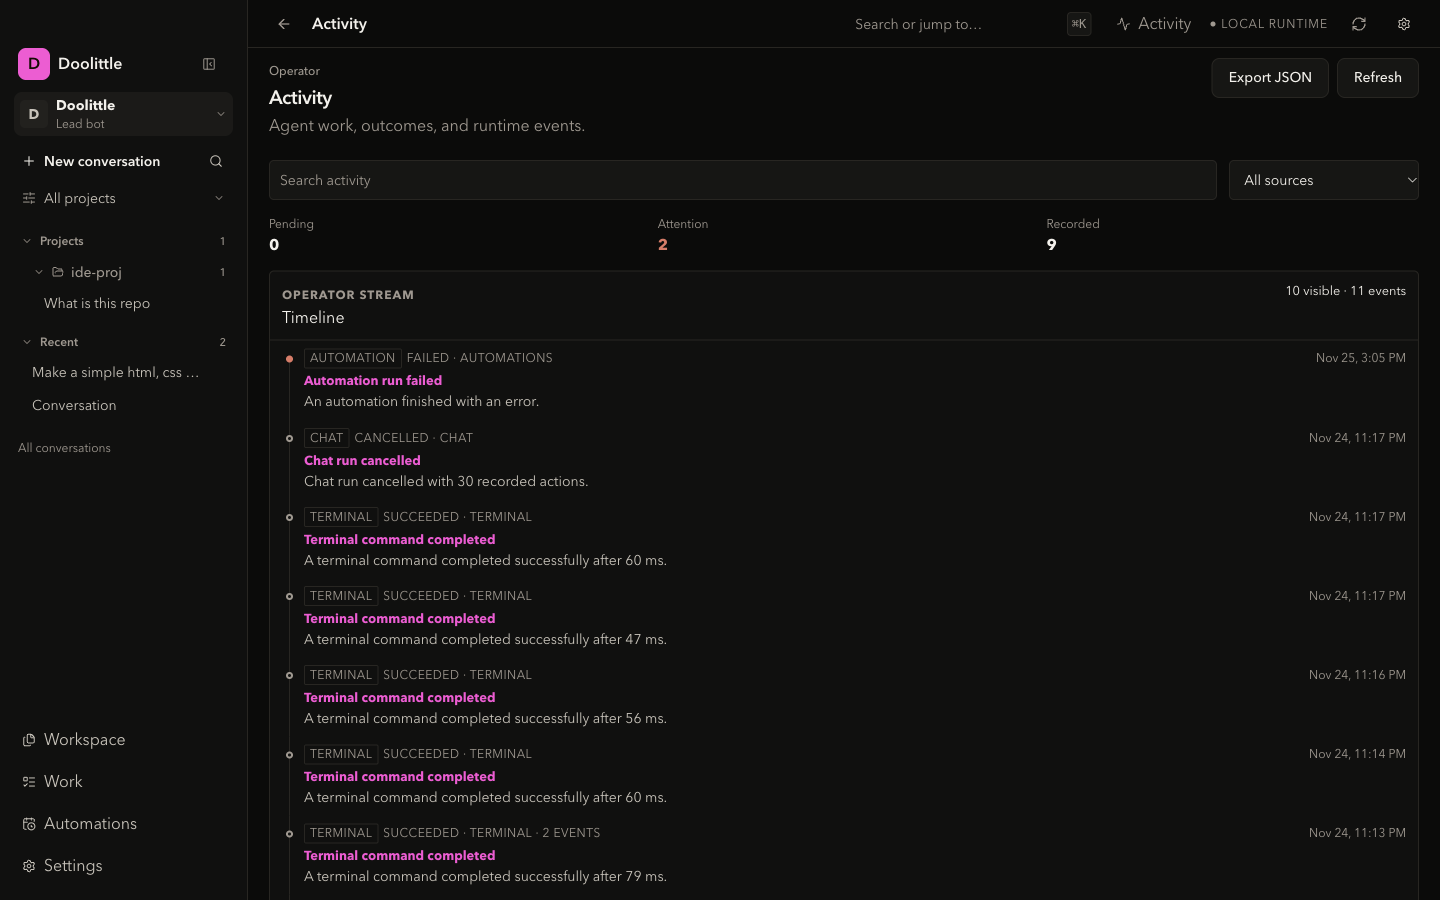 D
Doolittle
D
Doolittle
Lead bot
New conversation
All projects
Projects 1
ide-proj 1
What is this repo
Recent 2
Make a simple html, css ...
Conversation
All conversations
Workspace
Work
Automations
Settings
Activity
Search or jump to… ⌘K
Activity
LOCAL RUNTIME
Operator
Activity
Agent work, outcomes, and runtime events.
Export JSON
Refresh
Search activity
All sources
Pending
0
Attention
2
Recorded
9
OPERATOR STREAM
Timeline
10 visible · 11 events
AUTOMATION FAILED · AUTOMATIONS Nov 25, 3:05 PM
Automation run failed
An automation finished with an error.
CHAT CANCELLED · CHAT Nov 24, 11:17 PM
Chat run cancelled
Chat run cancelled with 30 recorded actions.
TERMINAL SUCCEEDED · TERMINAL Nov 24, 11:17 PM
Terminal command completed
A terminal command completed successfully after 60 ms.
TERMINAL SUCCEEDED · TERMINAL Nov 24, 11:17 PM
Terminal command completed
A terminal command completed successfully after 47 ms.
TERMINAL SUCCEEDED · TERMINAL Nov 24, 11:16 PM
Terminal command completed
A terminal command completed successfully after 56 ms.
TERMINAL SUCCEEDED · TERMINAL Nov 24, 11:14 PM
Terminal command completed
A terminal command completed successfully after 60 ms.
TERMINAL SUCCEEDED · TERMINAL · 2 EVENTS Nov 24, 11:13 PM
Terminal command completed
A terminal command completed successfully after 79 ms.